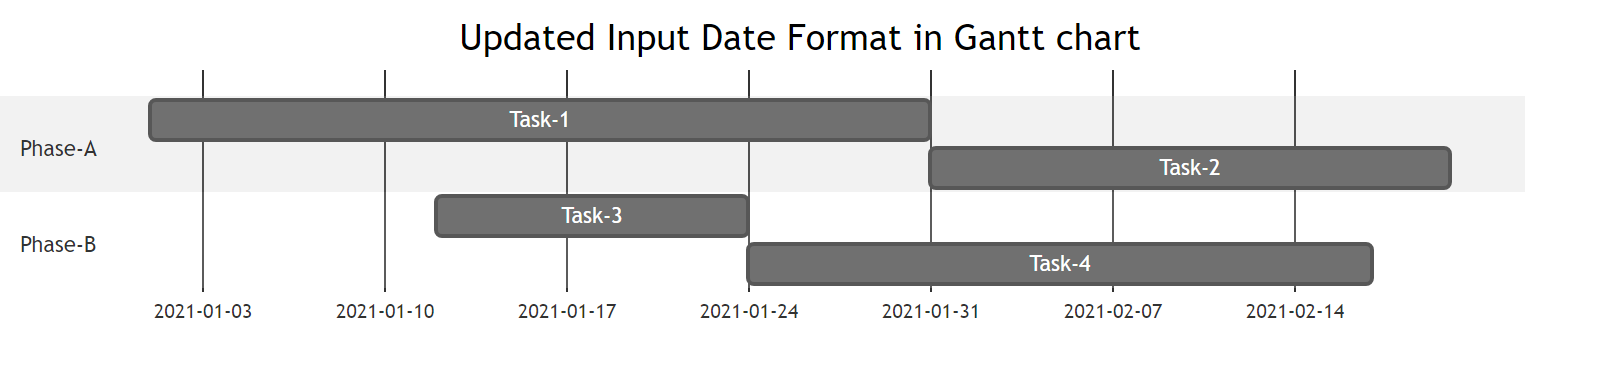 Updated Input Date Format in Gantt chart
Task-1
Phase-A
Task-2
Task-3
Phase-B
Task-4
2021-01-03 2021-01-10 2021-01-17 2021-01-24 2021-01-31 2021-02-07 2021-02-14